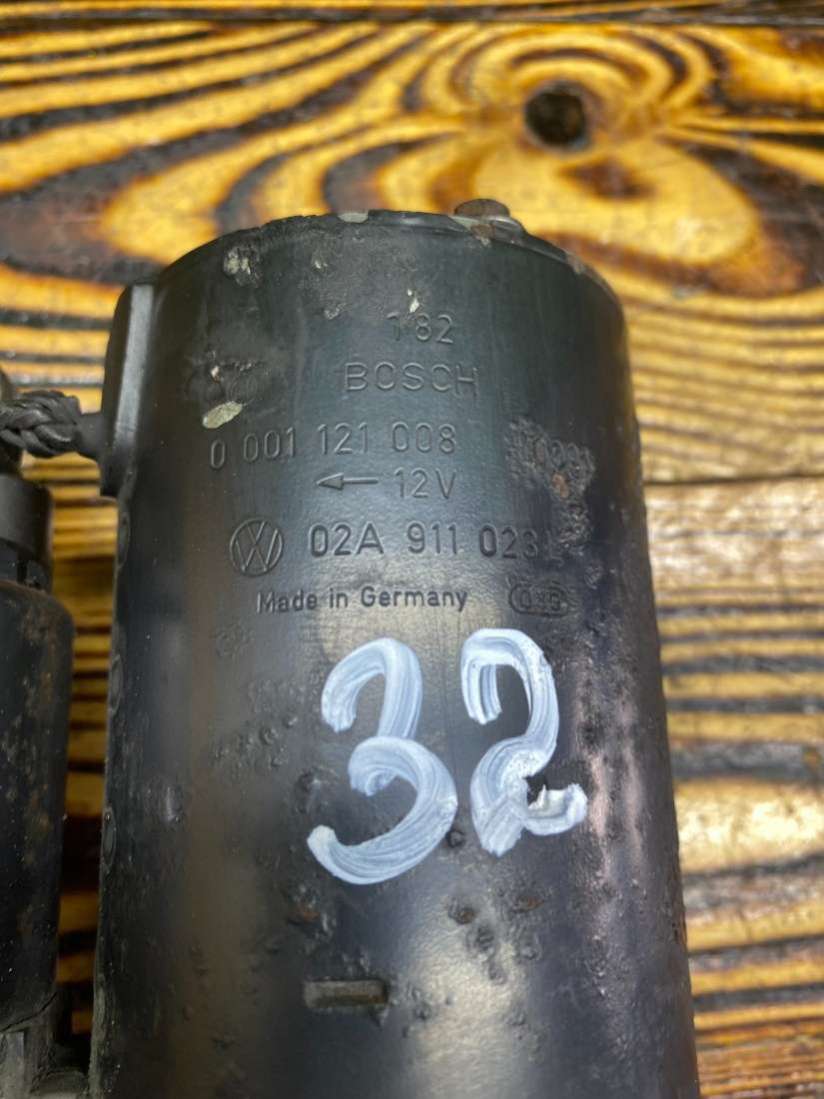 182
BOSCH
0 001 121 008
← 12V
02A 911 023
Made in Germany
32